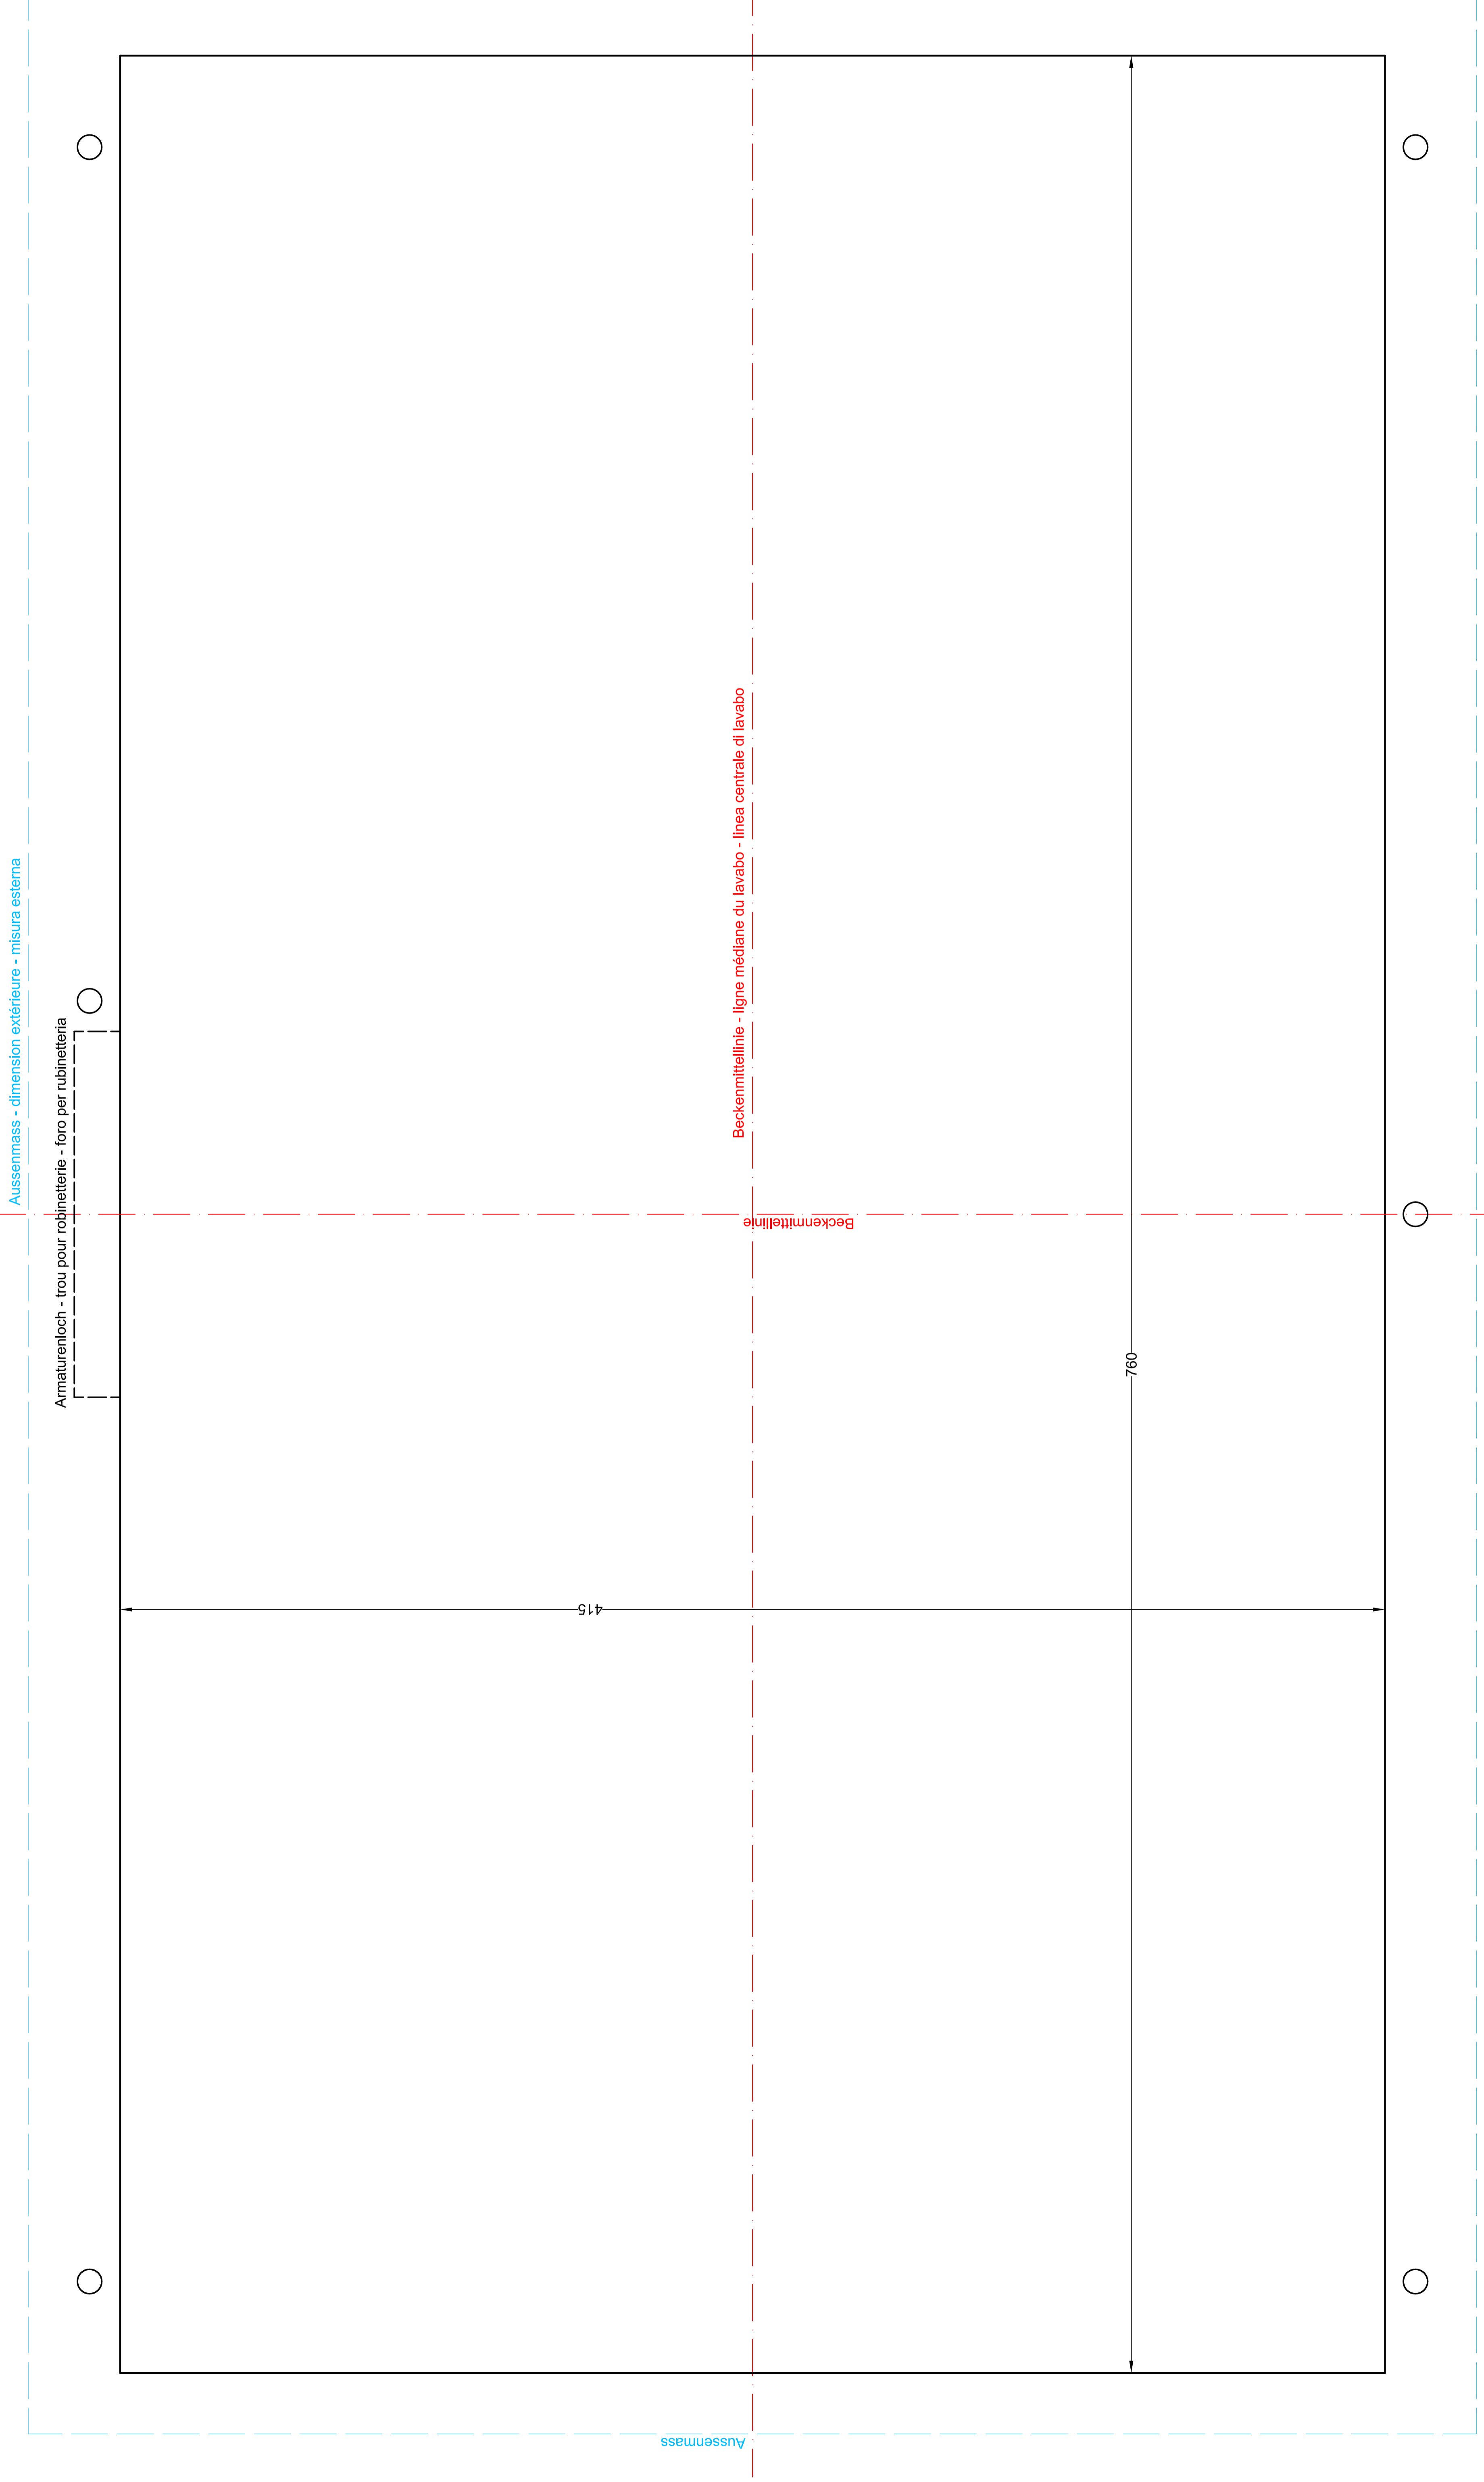 Aussenmass - dimension extérieure - misura esterna
Armaturenloch - trou pour robinetterie - foro per rubinetteria
Beckenmittellinie - ligne médiane du lavabo - linea centrale di lavabo
Beckenmittellinie
760
415
Aussenmass